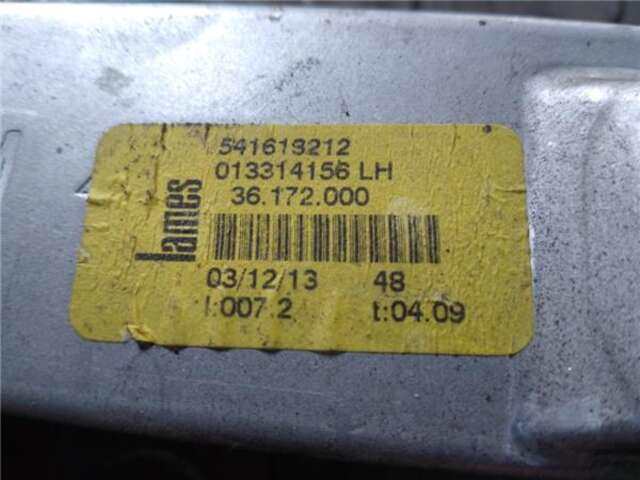 541613212
013314156 LH
36.172.000
Lames
03/12/13 48
I:007.2 t:04.09